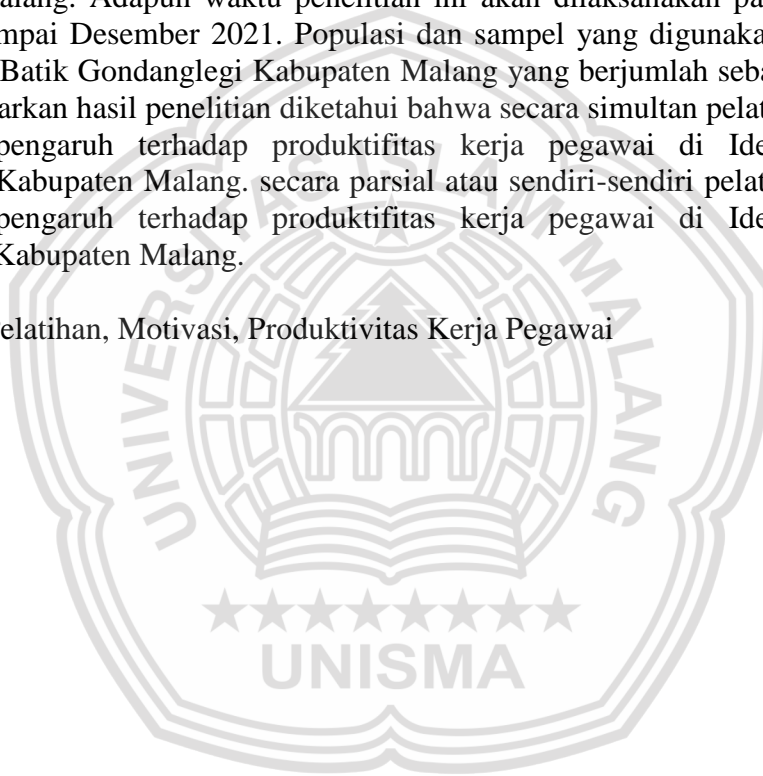 alang. Adapun waktu penelitian ini akan dilaksanakan pa
mpai Desember 2021. Populasi dan sampel yang digunaka
Batik Gondanglegi Kabupaten Malang yang berjumlah seba
arkan hasil penelitian diketahui bahwa secara simultan pelat
pengaruh terhadap produktifitas kerja pegawai di Ide
Kabupaten Malang. secara parsial atau sendiri-sendiri pelat
pengaruh terhadap produktifitas kerja pegawai di Ide
Kabupaten Malang.
elatihan, Motivasi, Produktivitas Kerja Pegawai
UNIVERSITAS ISLAM MALANG
UNISMA